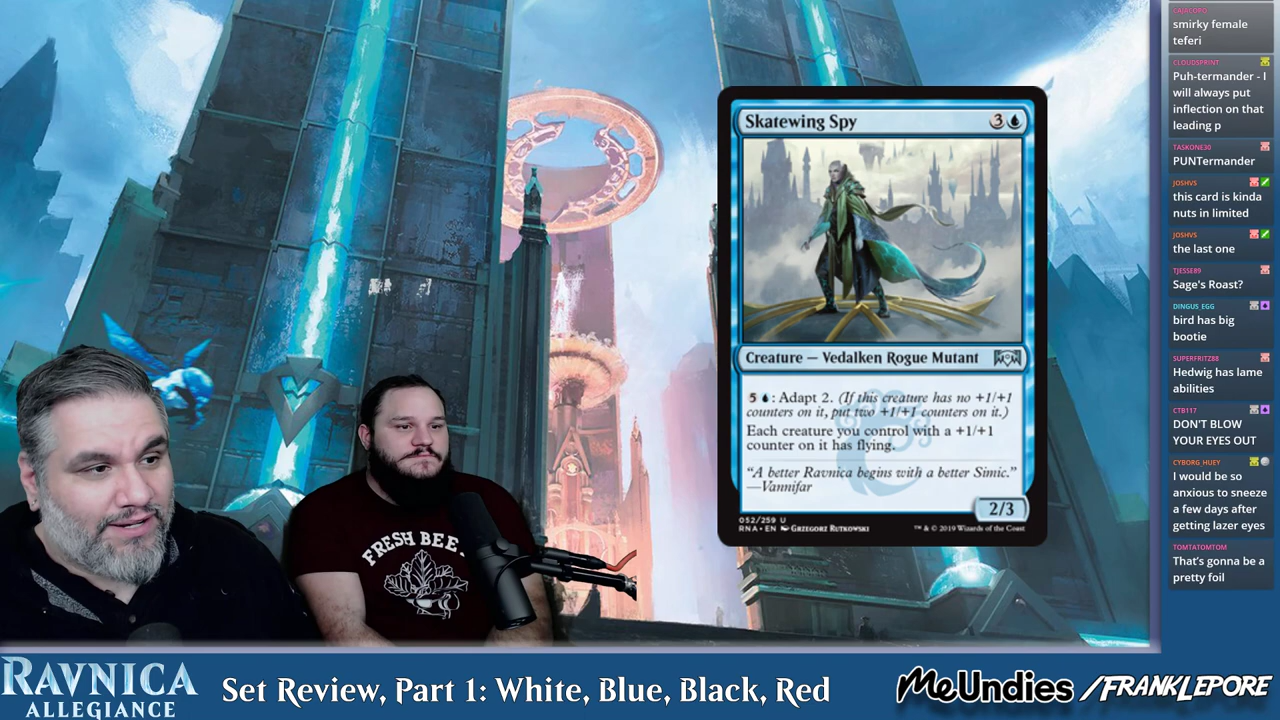 Skatewing Spy
3
Creature — Vedalken Rogue Mutant
5 : Adapt 2. (If this creature has no +1/+1
counters on it, put two +1/+1 counters on it.)
Each creature you control with a +1/+1
counter on it has flying.
“A better Ravnica begins with a better Simic.”
—Vannifar
2/3
052/259 U
RNA • EN Grzegorz Rutkowski
™ & © 2019 Wizards of the Coast
FRESH BEE
CAIACOPO
smirky female
teferi
CLOUDSPRINT
Puh-termander - I
will always put
inflection on that
leading p
TASKONE30
PUNTermander
JOSHVS
this card is kinda
nuts in limited
JOSHVS
the last one
TJESSE89
Sage's Roast?
DINGUS_EGG
bird has big
bootie
SUPERFRITZ88
Hedwig has lame
abilities
CTB117
DON'T BLOW
YOUR EYES OUT
CYBORG_HUEY
I would be so
anxious to sneeze
a few days after
getting lazer eyes
TOMTATOMTOM
That's gonna be a
pretty foil
RAVNICA
ALLEGIANCE
Set Review, Part 1: White, Blue, Black, Red
MeUndies /FRANKLEPORE